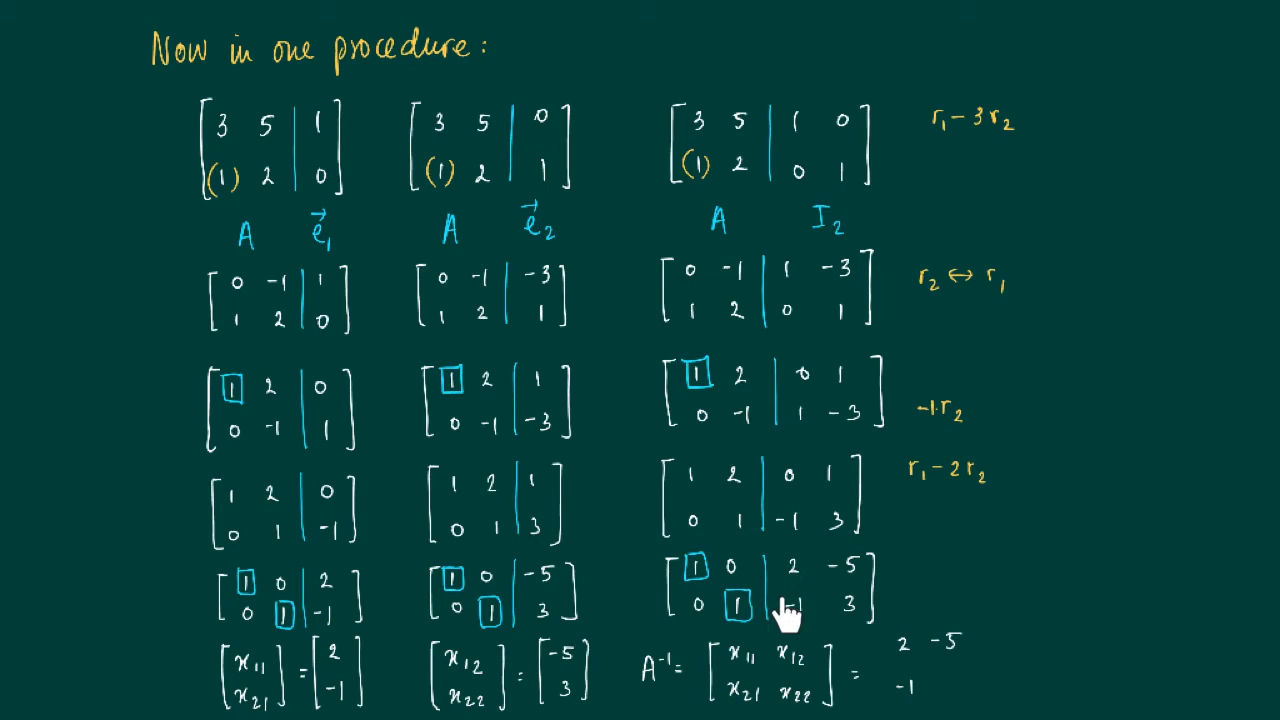 Now in one procedure:
[3 5 | 1] [3 5 | 0] [3 5 | 1 0] r₁ - 3r₂
[(1) 2 | 0] [(1) 2 | 1] [(1) 2 | 0 1]
A e⃗₁ A e⃗₂ A I₂
[0 -1 | 1] [0 -1 | -3] [0 -1 | 1 -3] r₂ ↔ r₁
[1 2 | 0] [1 2 | 1] [1 2 | 0 1]
[1 2 | 0] [1 2 | 1] [1 2 | 0 1]
[0 -1 | 1] [0 -1 | -3] [0 -1 | 1 -3] -1·r₂
[1 2 | 0] [1 2 | 1] [1 2 | 0 1] r₁ - 2r₂
[0 1 | -1] [0 1 | 3] [0 1 | -1 3]
[1 0 | 2] [1 0 | -5] [1 0 | 2 -5]
[0 1 | -1] [0 1 | 3] [0 1 | -1 3]
[x₁₁] = [2] [x₁₂] = [-5] A⁻¹ = [x₁₁ x₁₂] = 2 -5
[x₂₁] [-1] [x₂₂] [3] [x₂₁ x₂₂] -1